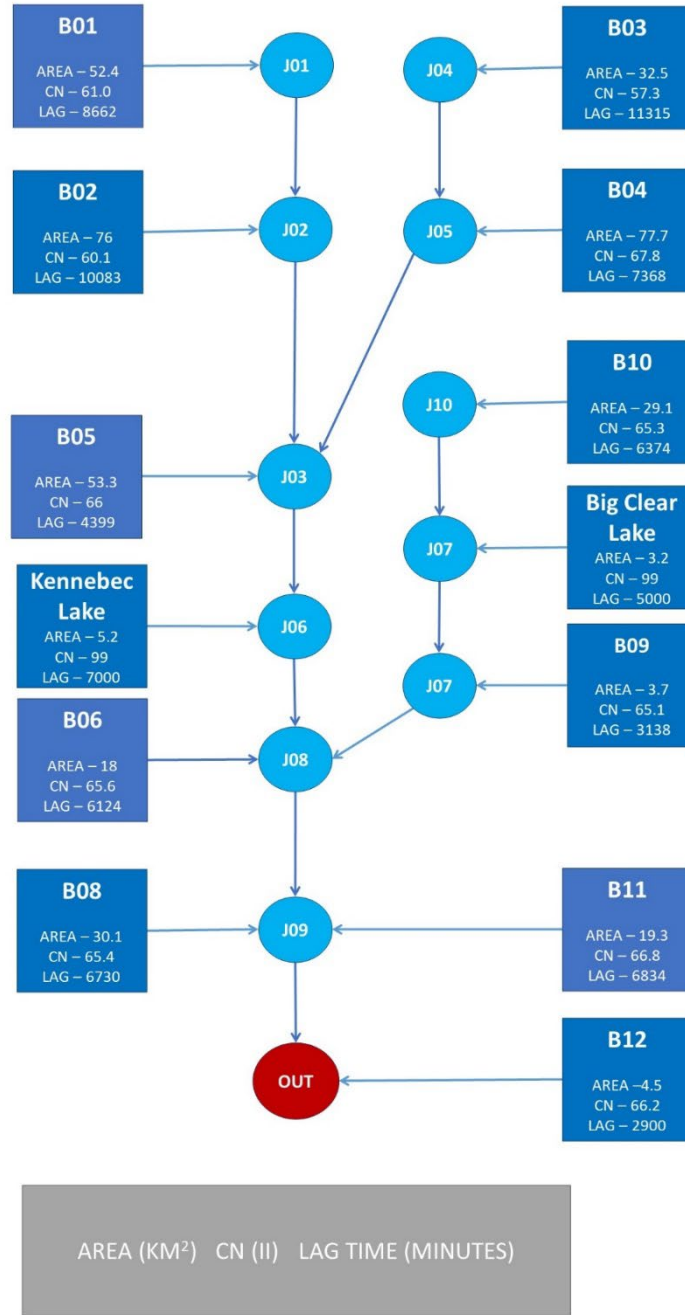 B01
AREA – 52.4
CN – 61.0
LAG – 8662
J01
J04
B03
AREA – 32.5
CN – 57.3
LAG – 11315
B02
AREA – 76
CN – 60.1
LAG – 10083
J02
J05
B04
AREA – 77.7
CN – 67.8
LAG – 7368
J10
B10
AREA – 29.1
CN – 65.3
LAG – 6374
B05
AREA – 53.3
CN – 66
LAG – 4399
J03
J07
Big Clear
Lake
AREA – 3.2
CN – 99
LAG – 5000
Kennebec
Lake
AREA – 5.2
CN – 99
LAG – 7000
J06
J07
B09
AREA – 3.7
CN – 65.1
LAG – 3138
B06
AREA – 18
CN – 65.6
LAG – 6124
J08
B08
AREA – 30.1
CN – 65.4
LAG – 6730
J09
B11
AREA – 19.3
CN – 66.8
LAG – 6834
OUT
B12
AREA –4.5
CN – 66.2
LAG – 2900
AREA (KM²) CN (II) LAG TIME (MINUTES)